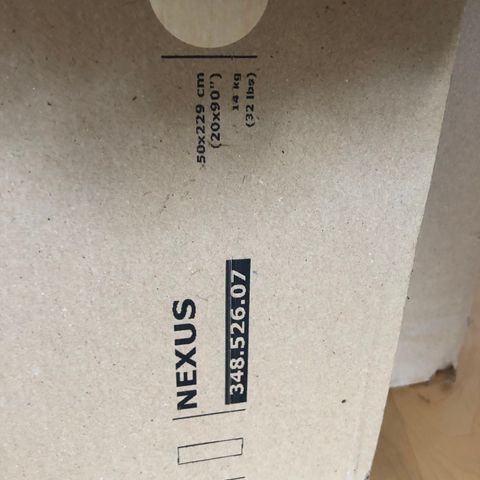 NEXUS
348.526.07
50x229 cm
(20x90")
14 kg
(32 lbs)